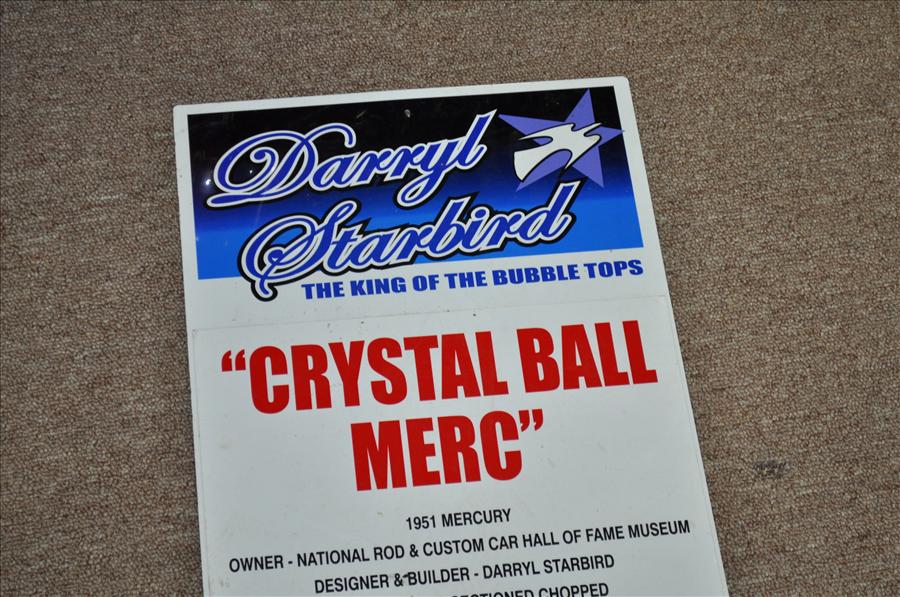 Darryl
Starbird
THE KING OF THE BUBBLE TOPS
“CRYSTAL BALL
MERC”
1951 MERCURY
OWNER - NATIONAL ROD & CUSTOM CAR HALL OF FAME MUSEUM
DESIGNER & BUILDER - DARRYL STARBIRD
CHOPPED